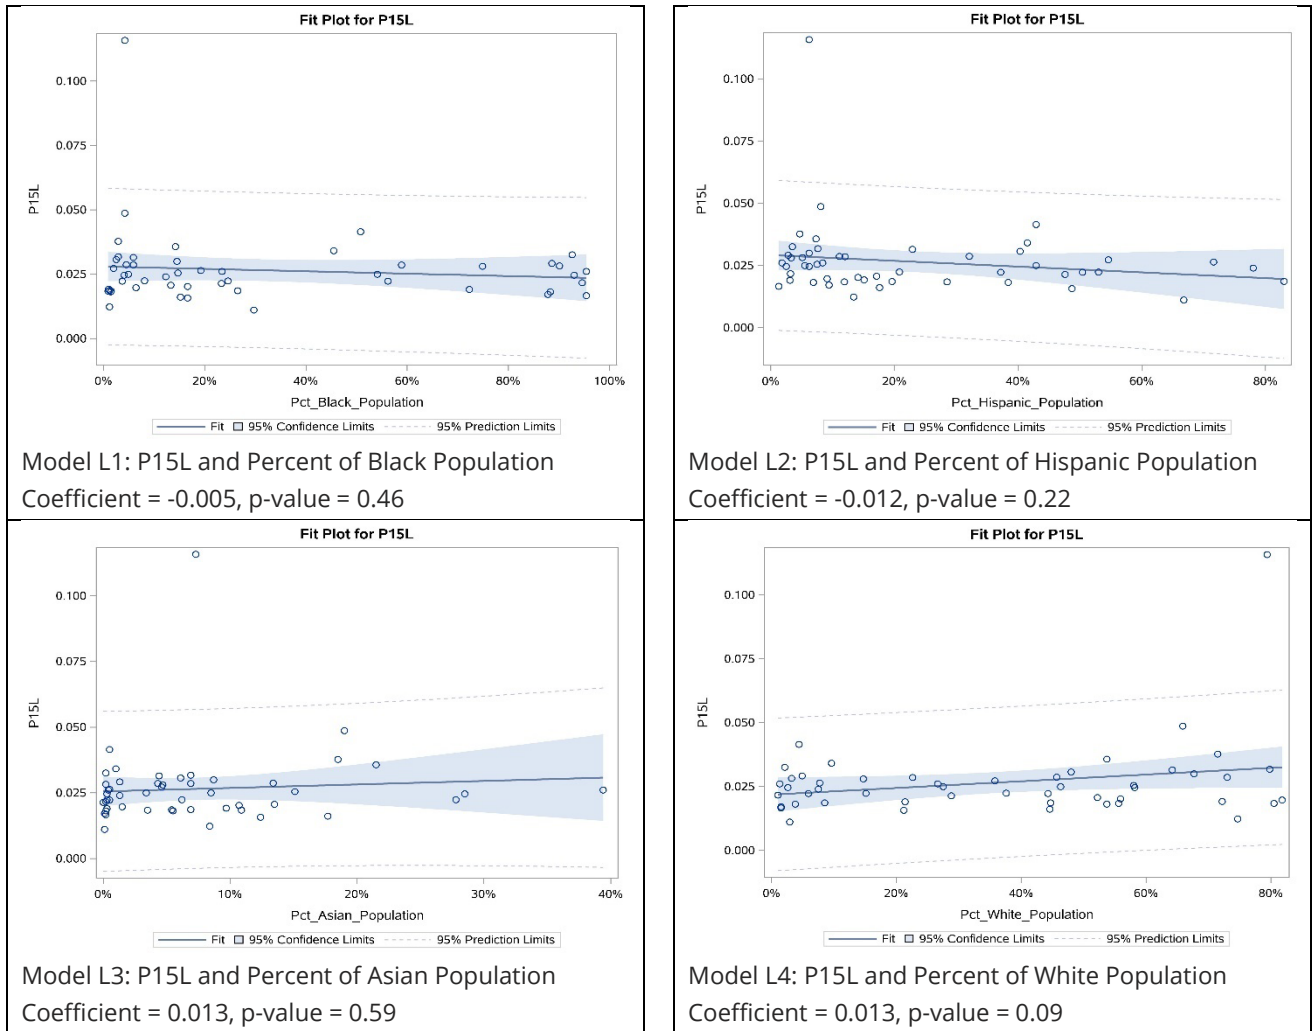 Fit Plot for P15L
0.100
0.075
0.050
0.025
0.000
P15L
0% 20% 40% 60% 80% 100%
Pct_Black_Population
Fit 95% Confidence Limits 95% Prediction Limits
Model L1: P15L and Percent of Black Population
Coefficient = -0.005, p-value = 0.46
Fit Plot for P15L
0.100
0.075
0.050
0.025
0.000
P15L
0% 20% 40% 60% 80%
Pct_Hispanic_Population
Fit 95% Confidence Limits 95% Prediction Limits
Model L2: P15L and Percent of Hispanic Population
Coefficient = -0.012, p-value = 0.22
Fit Plot for P15L
0.100
0.075
0.050
0.025
0.000
P15L
0% 10% 20% 30% 40%
Pct_Asian_Population
Fit 95% Confidence Limits 95% Prediction Limits
Model L3: P15L and Percent of Asian Population
Coefficient = 0.013, p-value = 0.59
Fit Plot for P15L
0.100
0.075
0.050
0.025
0.000
P15L
0% 20% 40% 60% 80%
Pct_White_Population
Fit 95% Confidence Limits 95% Prediction Limits
Model L4: P15L and Percent of White Population
Coefficient = 0.013, p-value = 0.09